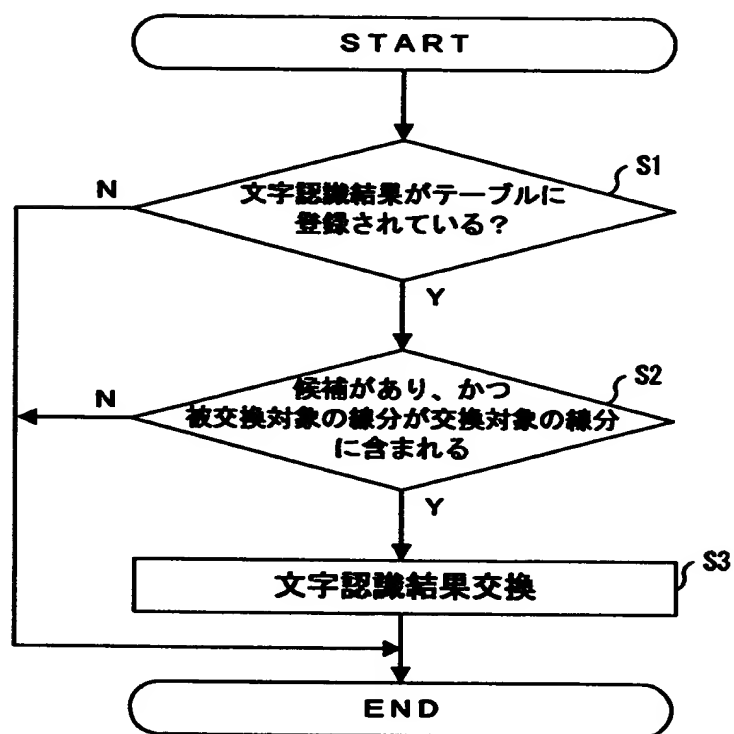 START
S1
N
文字認識結果がテーブルに
登録されている？
Y
S2
N
候補があり、かつ
被交換対象の線分が交換対象の線分
に含まれる
Y
S3
文字認識結果交換
END